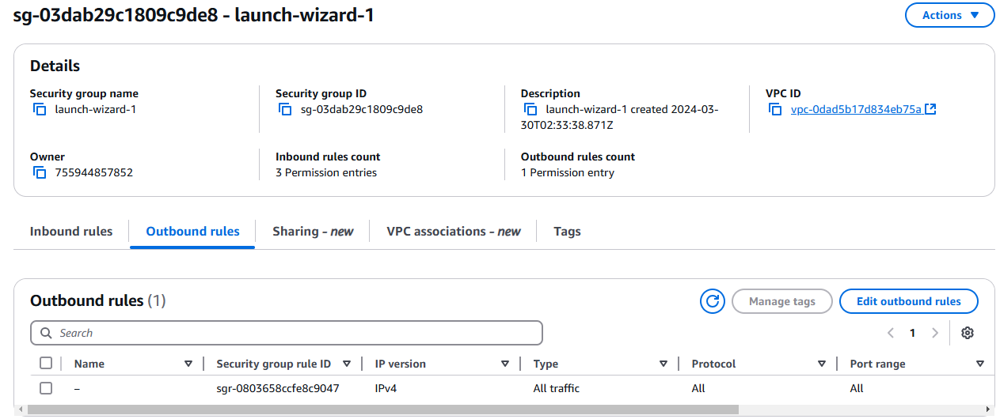 sg-03dab29c1809c9de8 - launch-wizard-1
Actions
Details
Security group name
launch-wizard-1
Security group ID
sg-03dab29c1809c9de8
Description
launch-wizard-1 created 2024-03-
30T02:33:38.871Z
VPC ID
vpc-0dad5b17d834eb75a
Owner
755944857852
Inbound rules count
3 Permission entries
Outbound rules count
1 Permission entry
Inbound rules
Outbound rules
Sharing - new
VPC associations - new
Tags
Outbound rules (1)
Manage tags
Edit outbound rules
Search
1
Name
Security group rule ID
IP version
Type
Protocol
Port range
–
sgr-0803658ccfe8c9047
IPv4
All traffic
All
All